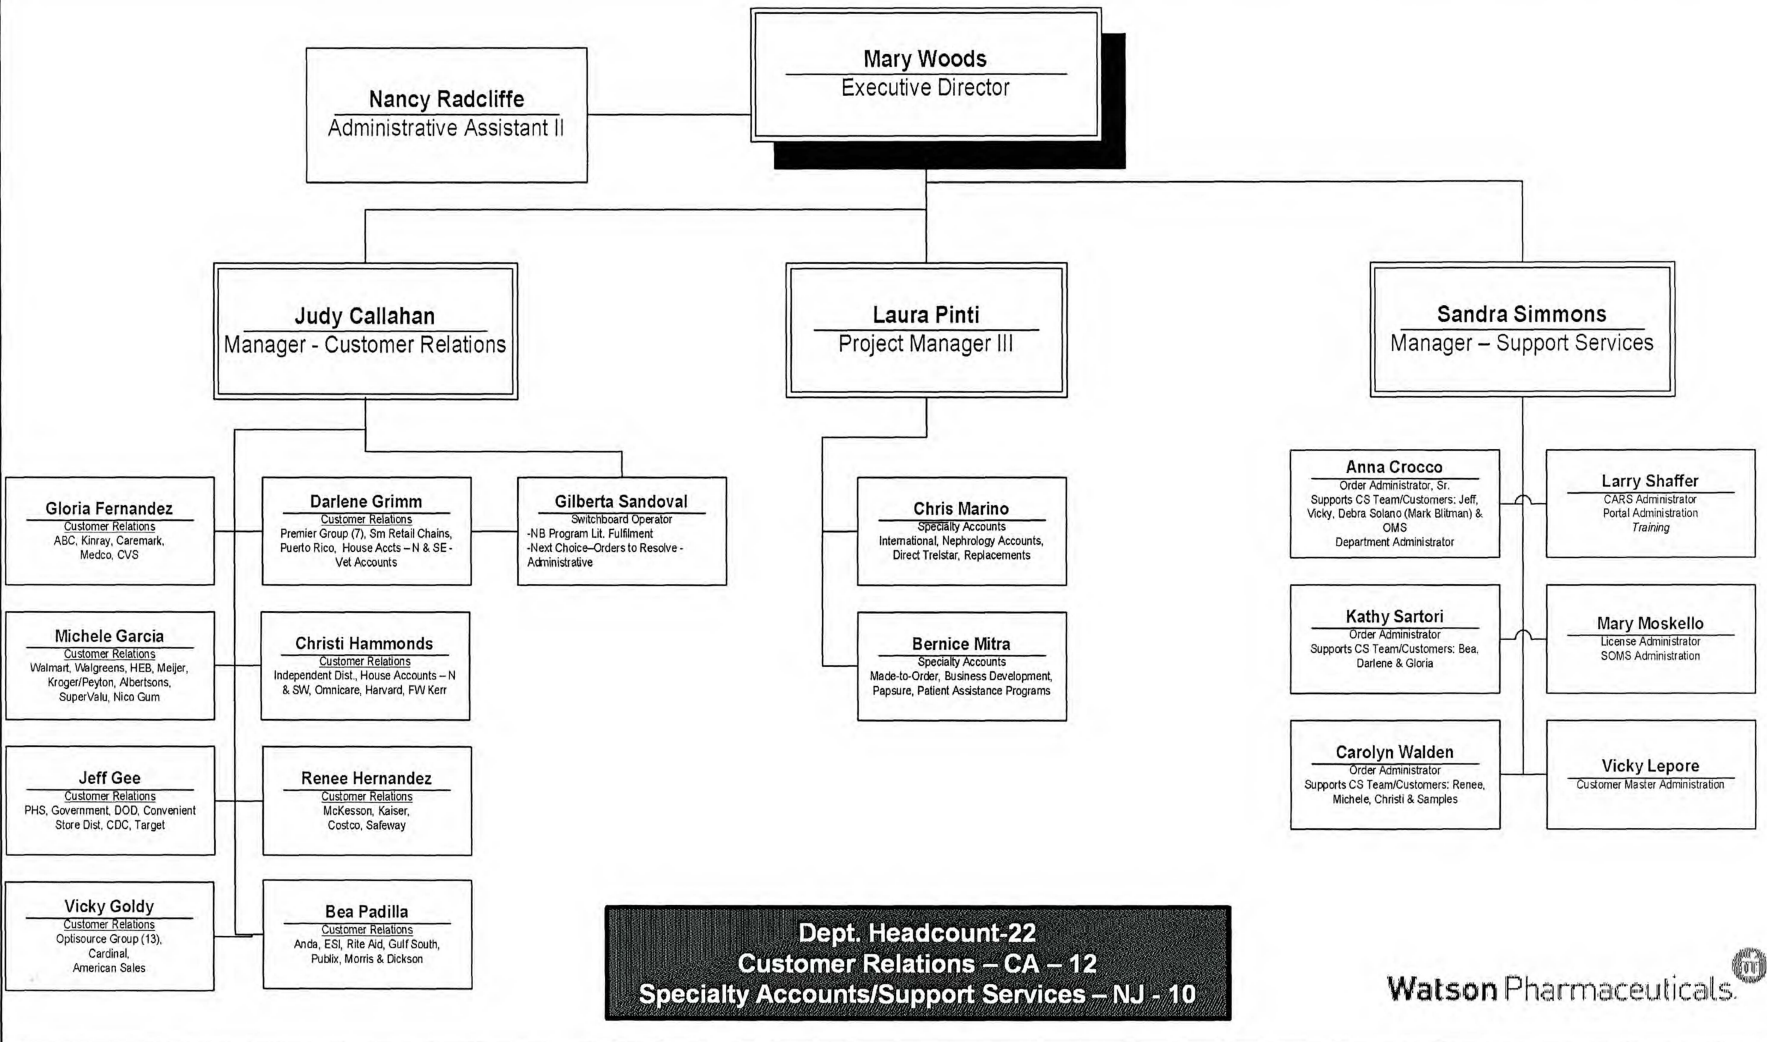 Mary Woods
Executive Director
Nancy Radcliffe
Administrative Assistant II
Judy Callahan
Manager - Customer Relations
Laura Pinti
Project Manager III
Sandra Simmons
Manager – Support Services
Gloria Fernandez
Customer Relations
ABC, Kinray, Caremark,
Medco, CVS
Darlene Grimm
Customer Relations
Premier Group (7), Sm Retail Chains,
Puerto Rico, House Accts – N & SE -
Vet Accounts
Gilberta Sandoval
Switchboard Operator
-NB Program Lit. Fulfilment
-Next Choice–Orders to Resolve -
Administrative
Michele Garcia
Customer Relations
Walmart, Walgreens, HEB, Meijer,
Kroger/Peyton, Albertsons,
SuperValu, Nico Gum
Christi Hammonds
Customer Relations
Independent Dist., House Accounts – N
& SW, Omnicare, Harvard, FW Kerr
Jeff Gee
Customer Relations
PHS, Government, DOD, Convenient
Store Dist, CDC, Target
Renee Hernandez
Customer Relations
McKesson, Kaiser,
Costco, Safeway
Vicky Goldy
Customer Relations
Optisource Group (13),
Cardinal,
American Sales
Bea Padilla
Customer Relations
Anda, ESI, Rite Aid, Gulf South,
Publix, Morris & Dickson
Chris Marino
Specialty Accounts
International, Nephrology Accounts,
Direct Trelstar, Replacements
Bernice Mitra
Specialty Accounts
Made-to-Order, Business Development,
Papsure, Patient Assistance Programs
Anna Crocco
Order Administrator, Sr.
Supports CS Team/Customers: Jeff,
Vicky, Debra Solano (Mark Blitman) &
OMS
Department Administrator
Larry Shaffer
CARS Administration
Portal Administration
Training
Kathy Sartori
Order Administrator
Supports CS Team/Customers: Bea,
Darlene & Gloria
Mary Moskello
License Administrator
SOMS Administration
Carolyn Walden
Order Administrator
Supports CS Team/Customers: Renee,
Michele, Christi & Samples
Vicky Lepore
Customer Master Administration
Dept. Headcount-22
Customer Relations – CA – 12
Specialty Accounts/Support Services – NJ - 10
Watson Pharmaceuticals.